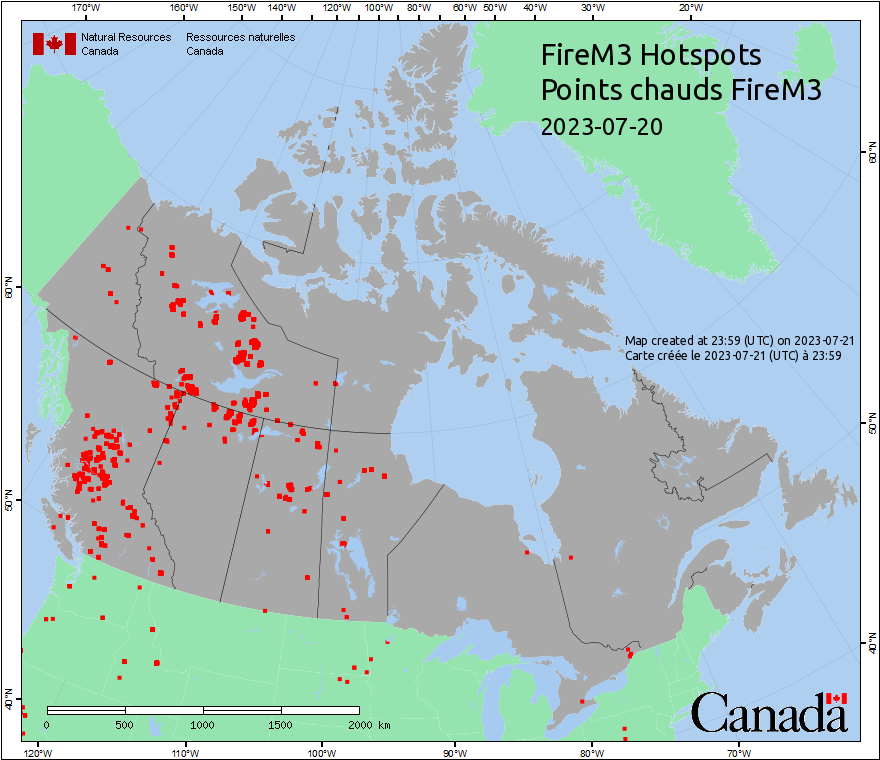 170°W 160°W 150°W 140°W 130°W 120°W 110°W 100°W 90°W 80°W 70°W 60°W 50°W 40°W 30°W 20°W
Natural Resources Canada
Ressources naturelles Canada
FireM3 Hotspots
Points chauds FireM3
2023-07-20
60°N
60°N
Map created at 23:59 (UTC) on 2023-07-21
Carte créée le 2023-07-21 (UTC) à 23:59
50°N
50°N
40°N
40°N
0 500 1000 1500 2000 km
Canada
120°W 110°W 100°W 90°W 80°W 70°W